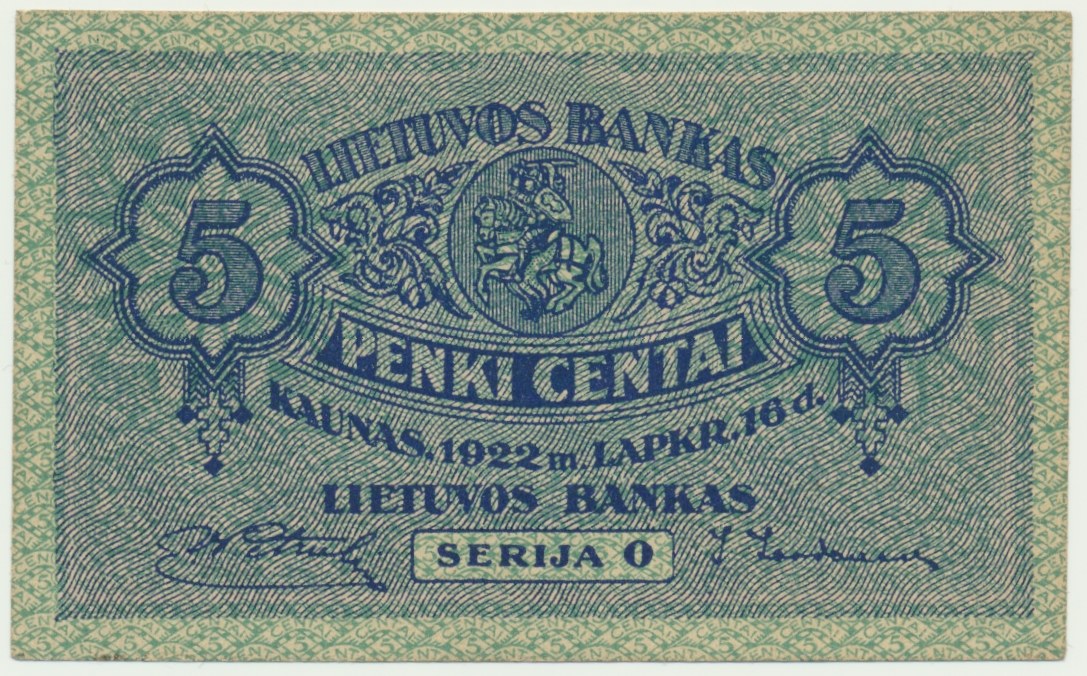 LIETUVOS BANKAS
5 5
PENKI CENTAI
KAUNAS, 1922 m. LAPKR. 16 d.
LIETUVOS BANKAS
SERIJA O